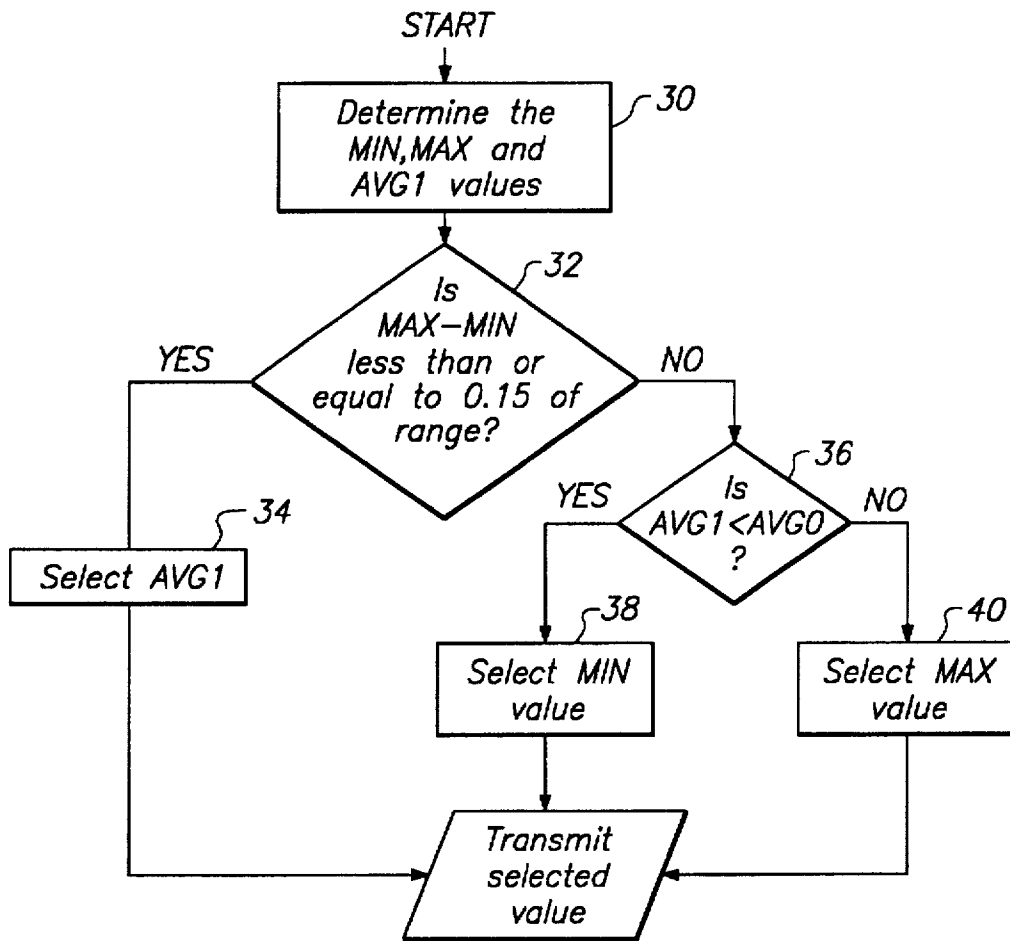 START
30
Determine the
MIN,MAX and
AVG1 values
32
Is
MAX-MIN
less than or
equal to 0.15 of
range?
YES
NO
36
Is
AVG1<AVG0
?
YES
NO
34
Select AVG1
38
Select MIN
value
40
Select MAX
value
Transmit
selected
value